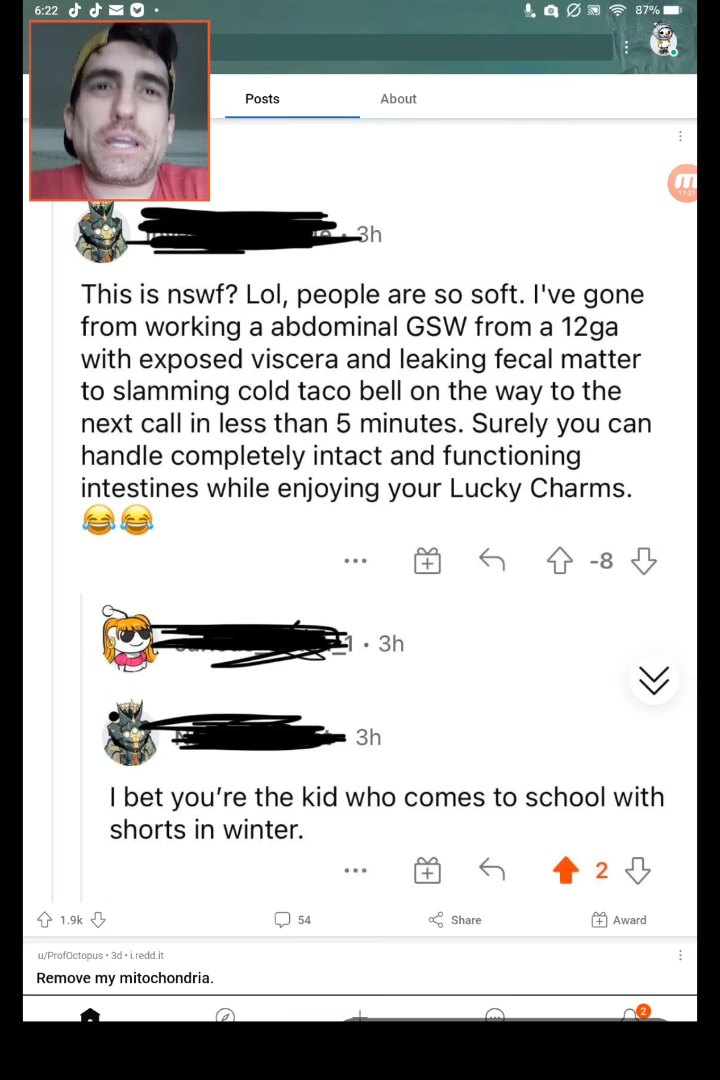 6:22
87%
Posts
About
17:37
3h
This is nswf? Lol, people are so soft. I've gone
from working a abdominal GSW from a 12ga
with exposed viscera and leaking fecal matter
to slamming cold taco bell on the way to the
next call in less than 5 minutes. Surely you can
handle completely intact and functioning
intestines while enjoying your Lucky Charms.
😂😂
-8
1 • 3h
3h
I bet you're the kid who comes to school with
shorts in winter.
2
1.9k
54
Share
Award
u/ProfOctopus • 3d • i.redd.it
Remove my mitochondria.
2